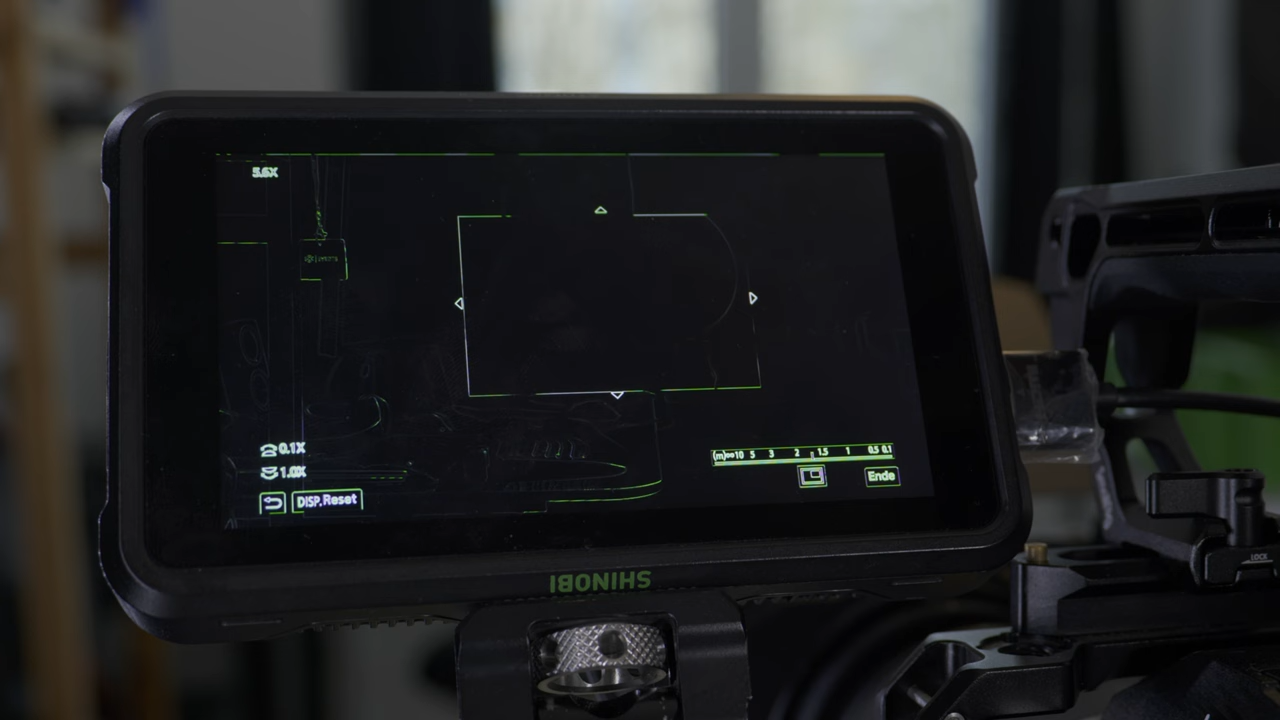 5.6X
0.1X
1.0X
DISP.Reset
(m)∞10 5 3 2 1.5 1 0.5 0.1
Ende
SHINOBI
LOCK